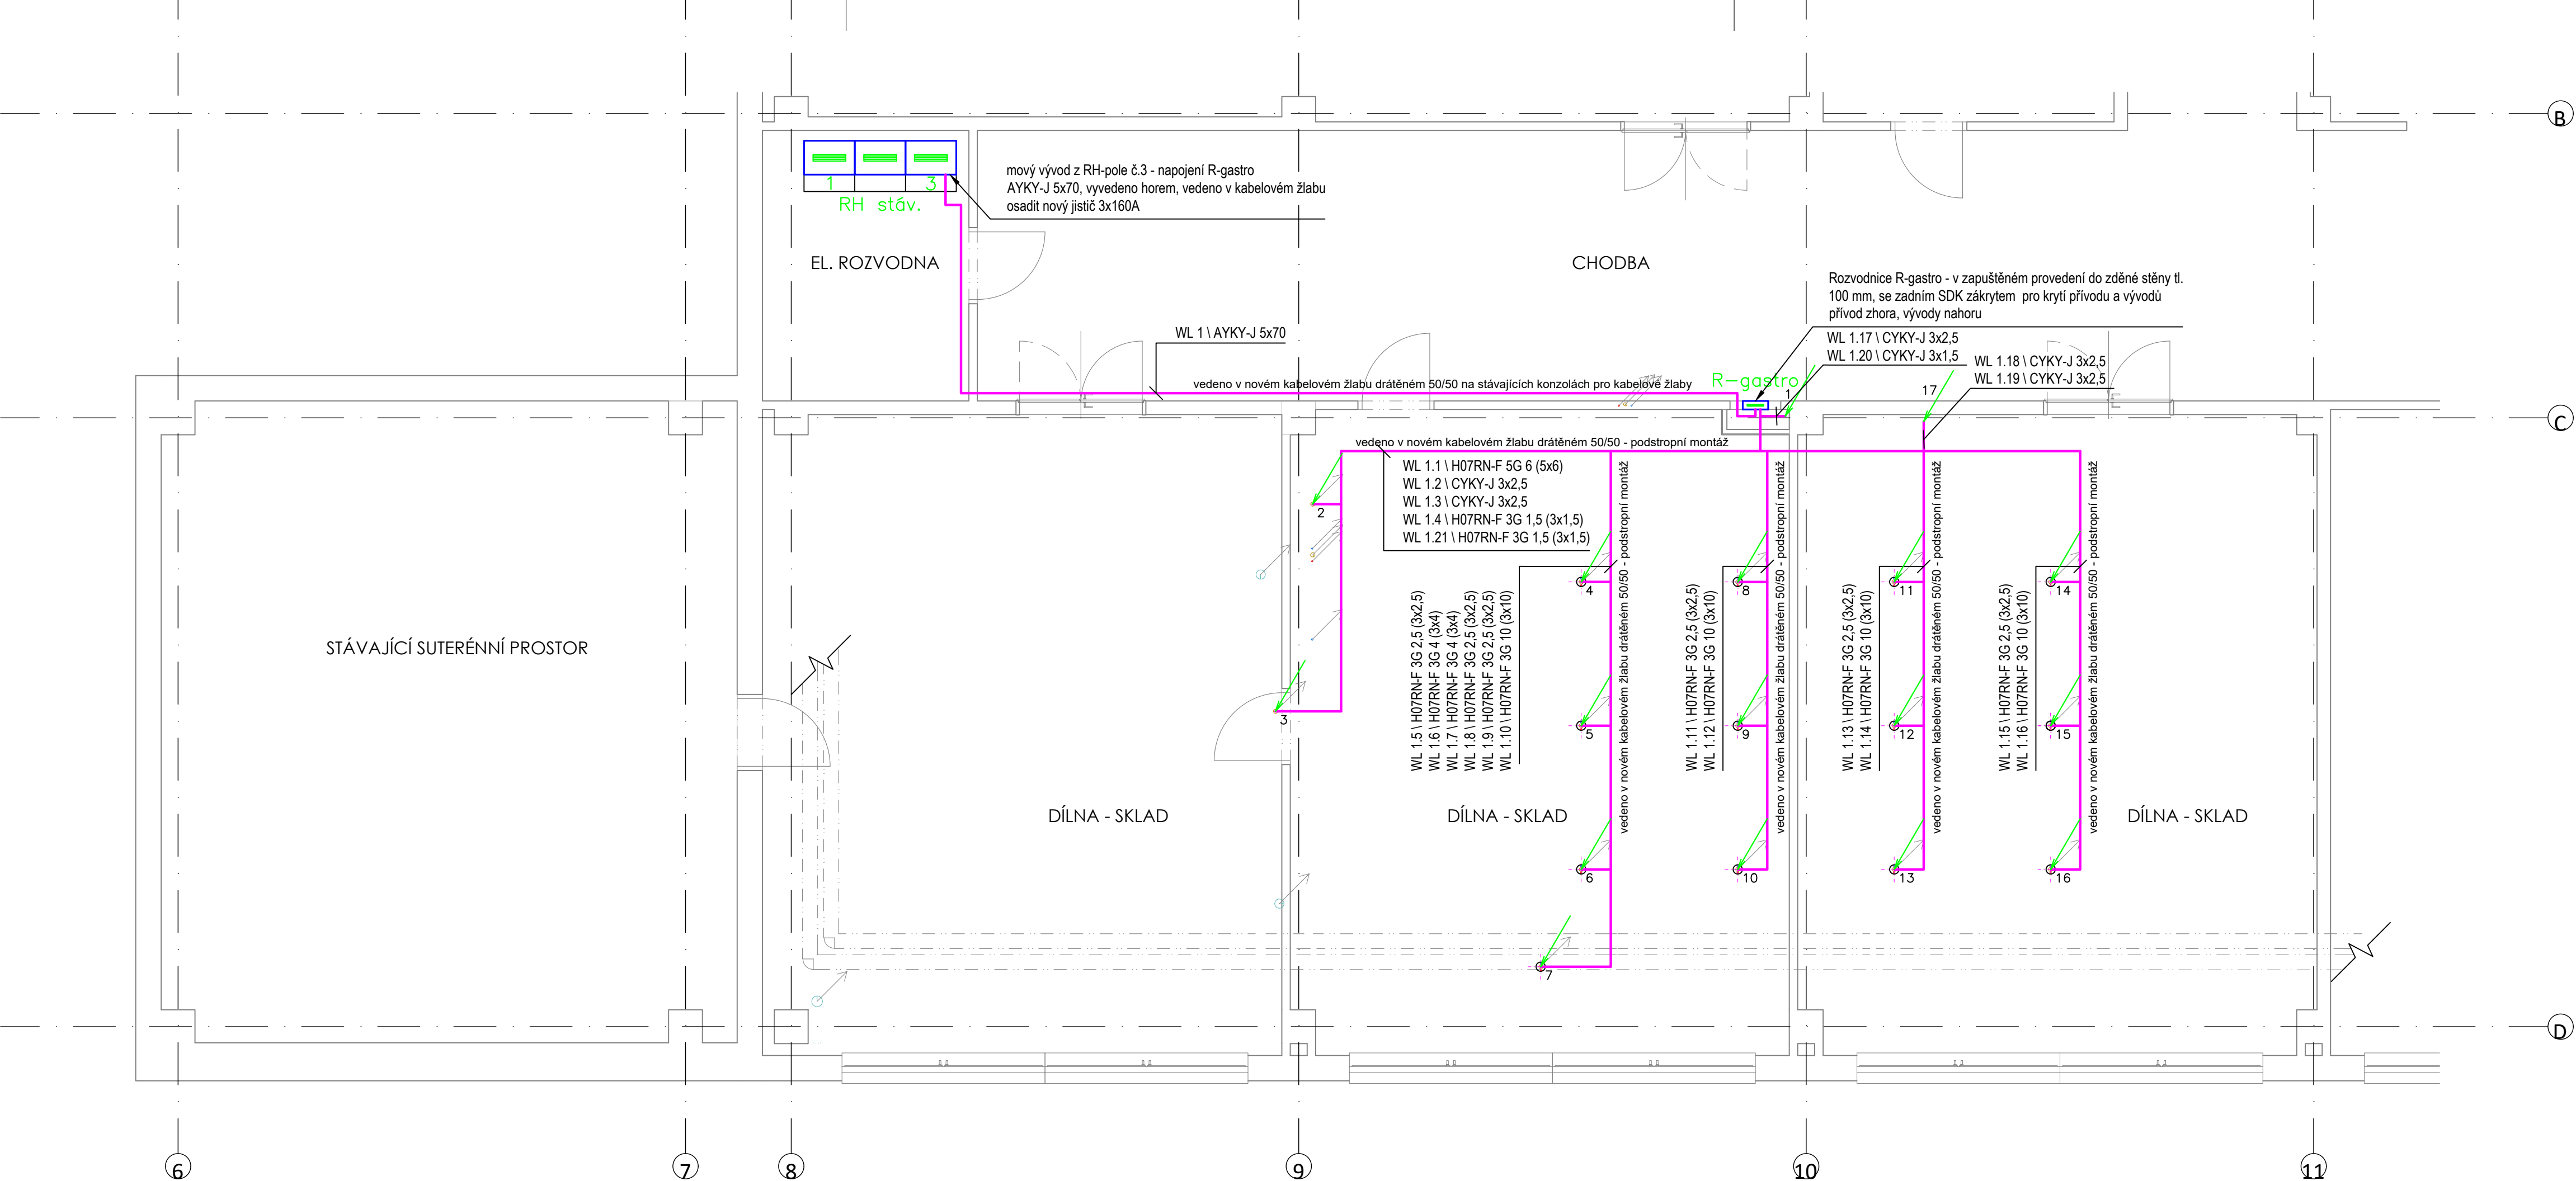 B
mový vývod z RH-pole č.3 - napojení R-gastro
AYKY-J 5x70, vyvedeno horem, vedeno v kabelovém žlabu
osadit nový jistič 3x160A
1
3
RH stáv.
EL. ROZVODNA
CHODBA
Rozvodnice R-gastro - v zapuštěném provedení do zděné stěny tl.
100 mm, se zadním SDK zákrytem pro krytí přívodu a vývodů
přívod zhora, vývody nahoru
WL 1 \ AYKY-J 5x70
WL 1.17 \ CYKY-J 3x2,5
WL 1.20 \ CYKY-J 3x1,5
WL 1.18 \ CYKY-J 3x2,5
WL 1.19 \ CYKY-J 3x2,5
vedeno v novém kabelovém žlabu drátěném 50/50 na stávajících konzolách pro kabelové žlaby
R-gastro
1
17
C
vedeno v novém kabelovém žlabu drátěném 50/50 - podstropní montáž
WL 1.1 \ H07RN-F 5G 6 (5x6)
WL 1.2 \ CYKY-J 3x2,5
WL 1.3 \ CYKY-J 3x2,5
WL 1.4 \ H07RN-F 3G 1,5 (3x1,5)
WL 1.21 \ H07RN-F 3G 1,5 (3x1,5)
2
3
WL 1.5 \ H07RN-F 3G 2,5 (3x2,5)
WL 1.6 \ H07RN-F 3G 4 (3x4)
WL 1.7 \ H07RN-F 3G 4 (3x4)
WL 1.8 \ H07RN-F 3G 2,5 (3x2,5)
WL 1.9 \ H07RN-F 3G 2,5 (3x2,5)
WL 1.10 \ H07RN-F 3G 10 (3x10)
4
5
6
7
vedeno v novém kabelovém žlabu drátěném 50/50 - podstropní montáž
WL 1.11 \ H07RN-F 3G 2,5 (3x2,5)
WL 1.12 \ H07RN-F 3G 10 (3x10)
8
9
10
vedeno v novém kabelovém žlabu drátěném 50/50 - podstropní montáž
WL 1.13 \ H07RN-F 3G 2,5 (3x2,5)
WL 1.14 \ H07RN-F 3G 10 (3x10)
11
12
13
vedeno v novém kabelovém žlabu drátěném 50/50 - podstropní montáž
WL 1.15 \ H07RN-F 3G 2,5 (3x2,5)
WL 1.16 \ H07RN-F 3G 10 (3x10)
14
15
16
vedeno v novém kabelovém žlabu drátěném 50/50 - podstropní montáž
STÁVAJÍCÍ SUTERÉNNÍ PROSTOR
DÍLNA - SKLAD
DÍLNA - SKLAD
DÍLNA - SKLAD
D
6
7
8
9
10
11